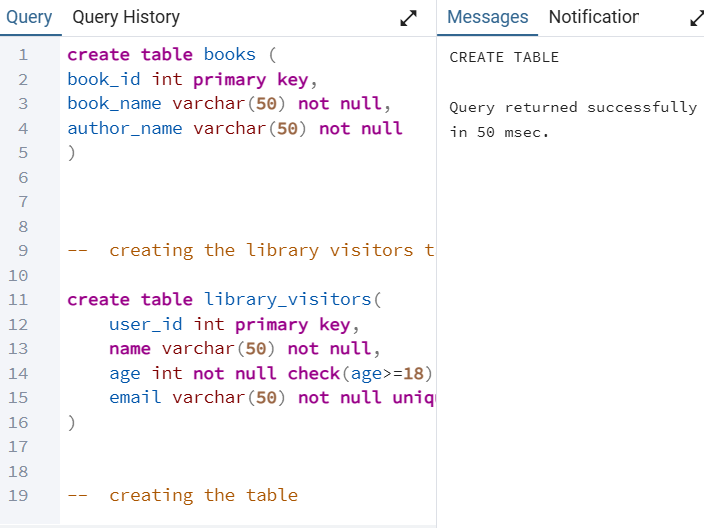 Query Query History
Messages Notification
1 create table books (
2 book_id int primary key,
3 book_name varchar(50) not null,
4 author_name varchar(50) not null
5 )
6
7
8
9 -- creating the library visitors t
10
11 create table library_visitors(
12 user_id int primary key,
13 name varchar(50) not null,
14 age int not null check(age>=18)
15 email varchar(50) not null uniq
16 )
17
18
19 -- creating the table
CREATE TABLE
Query returned successfully
in 50 msec.